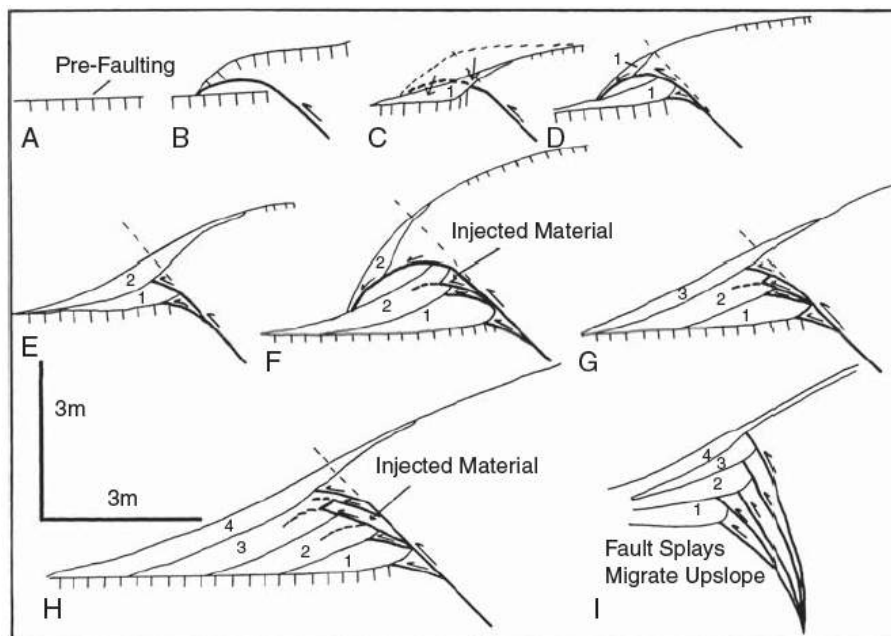 Pre-Faulting
A
B
1
C
1
1
D
2
1
E
Injected Material
2
2
1
F
3
2
1
G
3m
3m
Injected Material
4
3
2
1
H
4
3
2
1
Fault Splays
Migrate Upslope
I